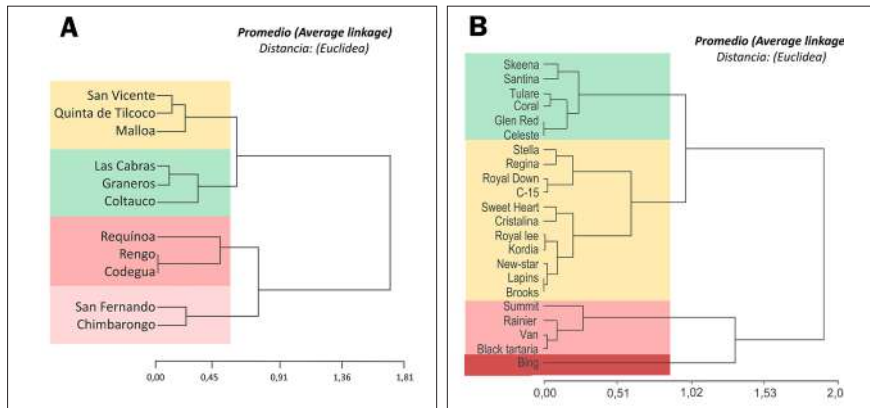 A
Promedio (Average linkage)
Distancia: (Euclidea)
San Vicente
Quinta de Tilcoco
Malloa
Las Cabras
Graneros
Coltauco
Requínoa
Rengo
Codegua
San Fernando
Chimbarongo
0,00 0,45 0,91 1,36 1,81
B
Promedio (Average linkage
Distancia: (Euclidea)
Skeena
Santina
Tulare
Coral
Glen Red
Celeste
Stella
Regina
Royal Down
C-15
Sweet Heart
Cristalina
Royal lee
Kordia
New-star
Lapins
Brooks
Summit
Rainier
Van
Black tartaria
Bing
0,00 0,51 1,02 1,53 2,0